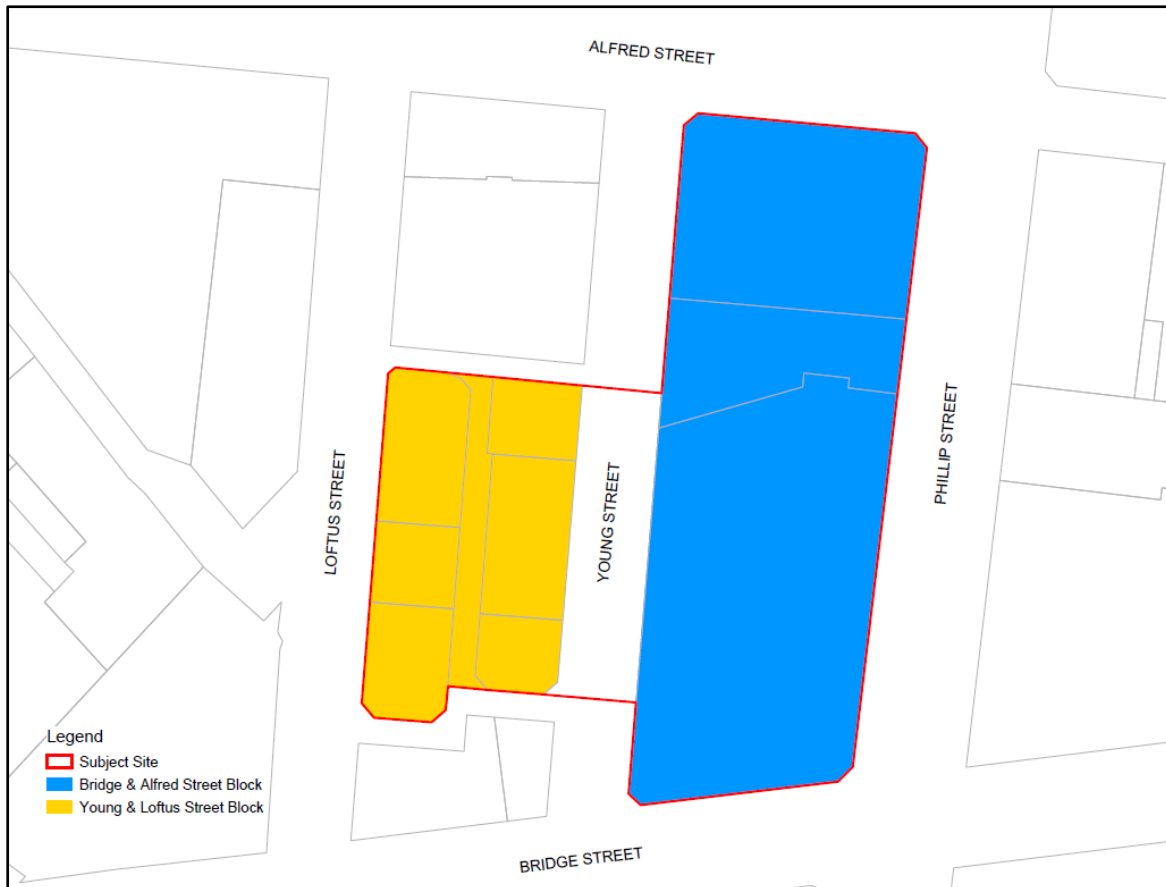 ALFRED STREET
LOFTUS STREET
YOUNG STREET
PHILLIP STREET
Legend
Subject Site
Bridge & Alfred Street Block
Young & Loftus Street Block
BRIDGE STREET